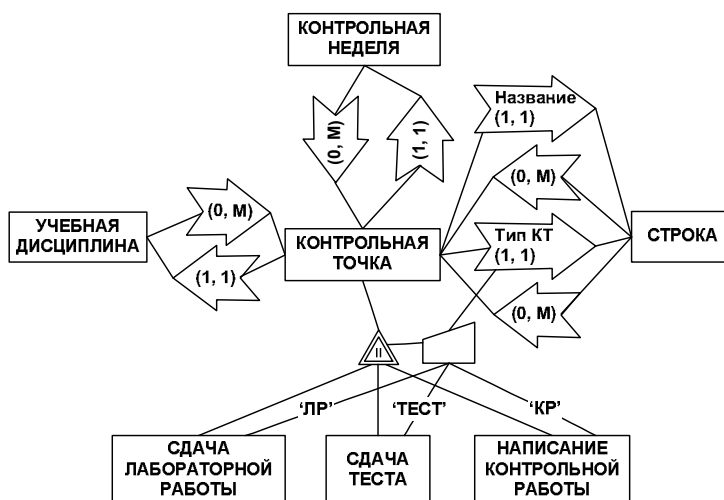 КОНТРОЛЬНАЯ
НЕДЕЛЯ
(0, M)
(1, 1)
Название
(1, 1)
(0, M)
(0, M)
УЧЕБНАЯ
ДИСЦИПЛИНА
(1, 1)
КОНТРОЛЬНАЯ
ТОЧКА
Тип КТ
(1, 1)
СТРОКА
(0, M)
II
'ЛР'
'ТЕСТ'
'КР'
СДАЧА
ЛАБОРАТОРНОЙ
РАБОТЫ
СДАЧА
ТЕСТА
НАПИСАНИЕ
КОНТРОЛЬНОЙ
РАБОТЫ